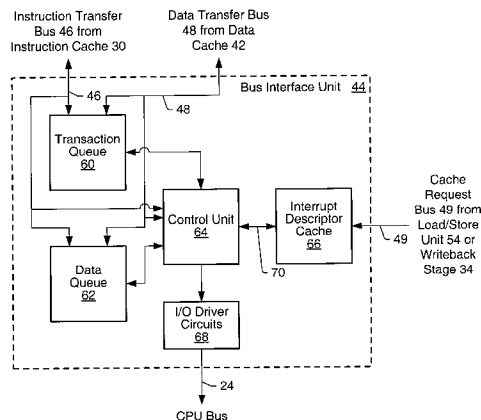 Instruction Transfer
Bus 46 from
Instruction Cache 30
Data Transfer Bus
48 from Data
Cache 42
46
48
Bus Interface Unit 44
Transaction
Queue
60
Control Unit
64
Interrupt
Descriptor
Cache
66
70
49
Cache
Request
Bus 49 from
Load/Store
Unit 54 or
Writeback
Stage 34
Data
Queue
62
I/O Driver
Circuits
68
24
CPU Bus